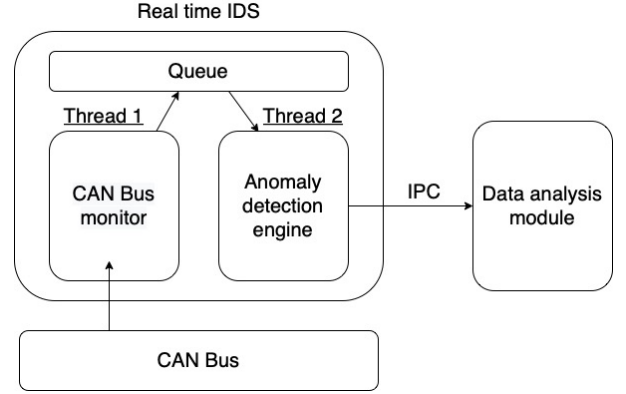 Real time IDS
Queue
Thread 1
Thread 2
CAN Bus
monitor
Anomaly
detection
engine
IPC
Data analysis
module
CAN Bus